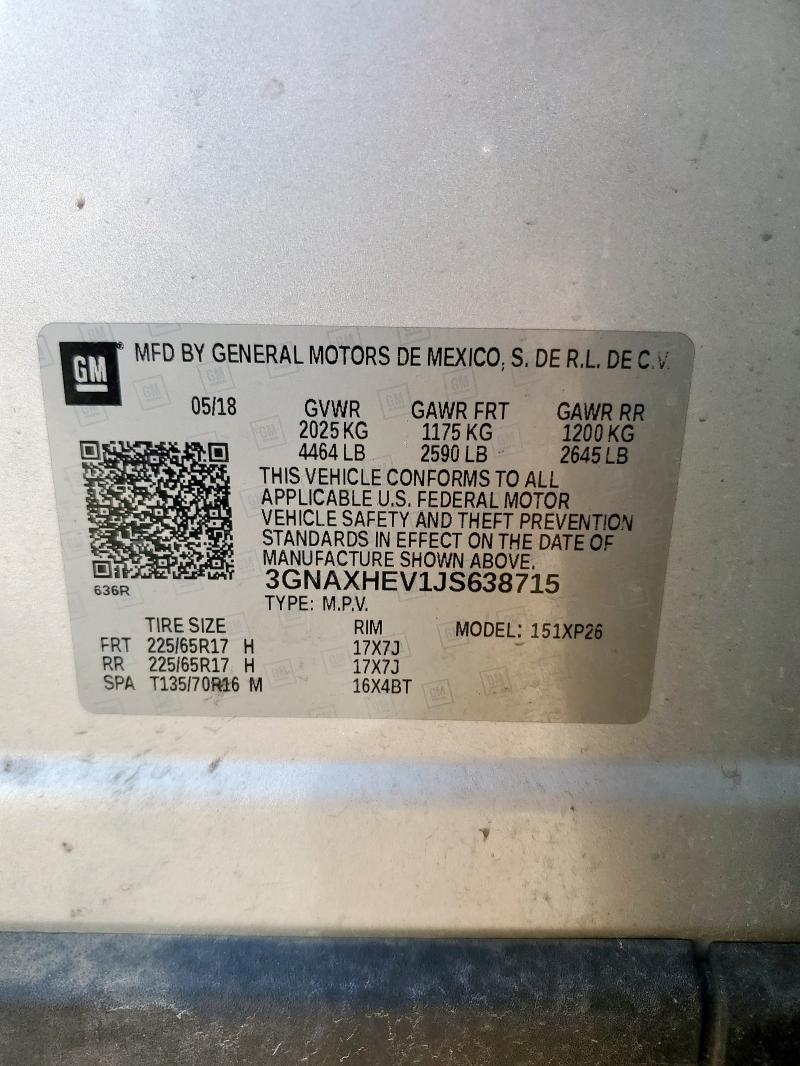 GM ® MFD BY GENERAL MOTORS DE MEXICO, S. DE R.L. DE C.V.
05/18 GVWR GAWR FRT GAWR RR
2025 KG 1175 KG 1200 KG
4464 LB 2590 LB 2645 LB
THIS VEHICLE CONFORMS TO ALL
APPLICABLE U.S. FEDERAL MOTOR
VEHICLE SAFETY AND THEFT PREVENTION
STANDARDS IN EFFECT ON THE DATE OF
MANUFACTURE SHOWN ABOVE.
636R 3GNAXHEV1JS638715
TYPE: M.P.V.
TIRE SIZE RIM MODEL: 151XP26
FRT 225/65R17 H 17X7J
RR 225/65R17 H 17X7J
SPA T135/70R16 M 16X4BT